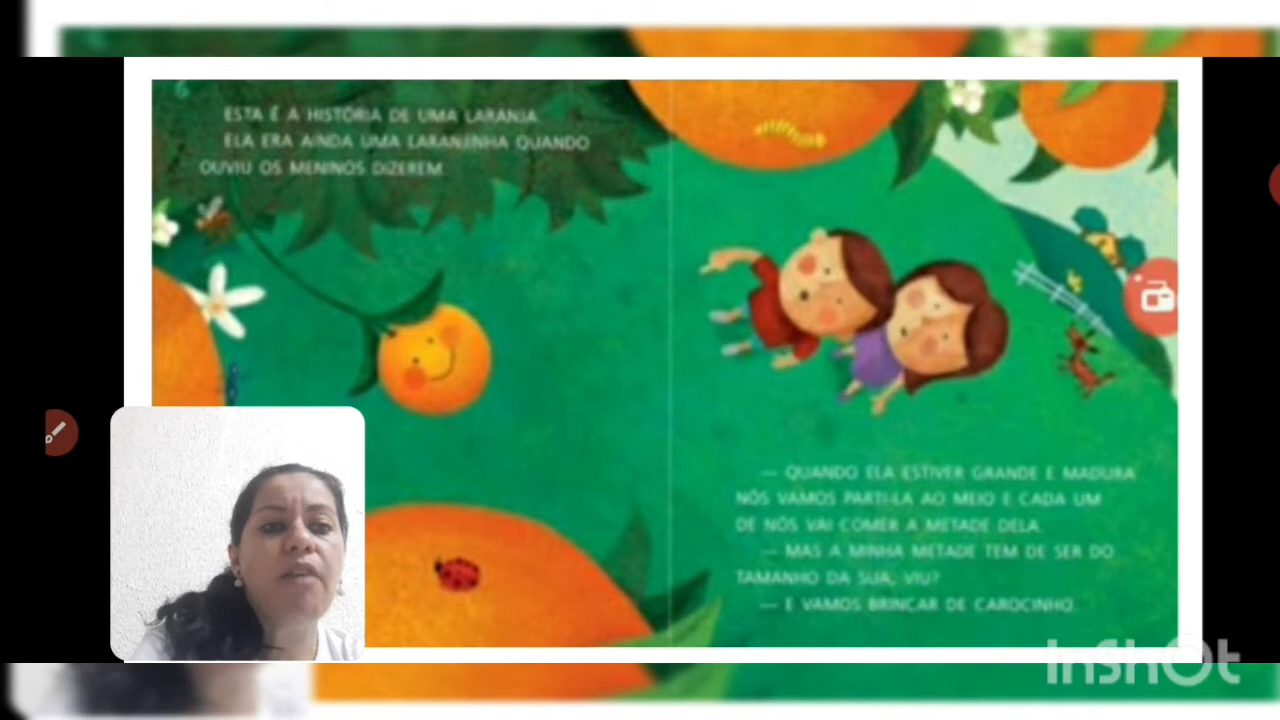 ESTA É A HISTÓRIA DE UMA LARANJA.
ELA ERA AINDA UMA LARANJINHA QUANDO
OUVIU OS MENINOS DIZEREM:
— QUANDO ELA ESTIVER GRANDE E MADURA
NÓS VAMOS PARTI-LA AO MEIO E CADA UM
DE NÓS VAI COMER A METADE DELA.
— MAS A MINHA METADE TEM DE SER DO
TAMANHO DA SUA, VIU?
— E VAMOS BRINCAR DE CAROCINHO.
InShOt